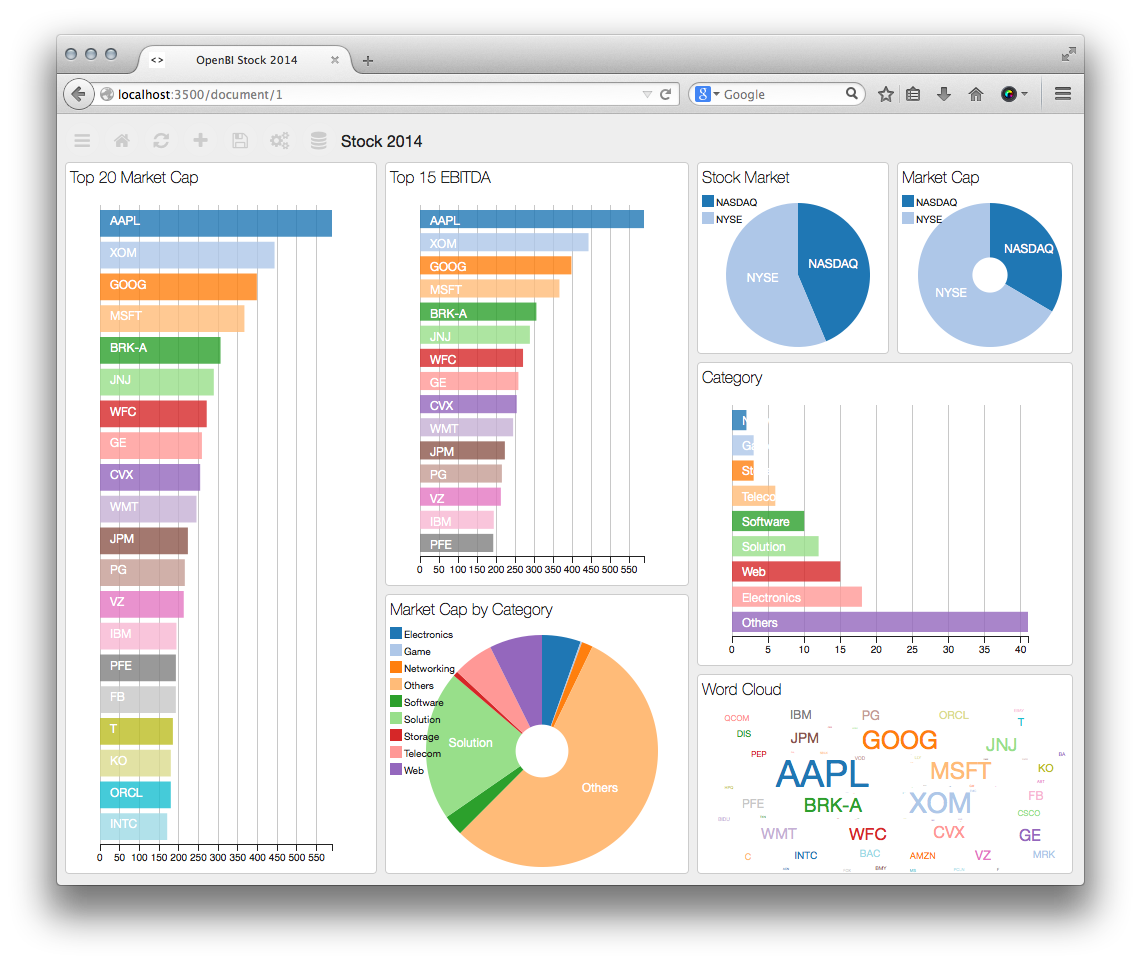 <> OpenBI Stock 2014
localhost:3500/document/1
Google
Stock 2014
Top 20 Market Cap
AAPL
XOM
GOOG
MSFT
BRK-A
JNJ
WFC
GE
CVX
WMT
JPM
PG
VZ
IBM
PFE
FB
T
KO
ORCL
INTC
0 50 100 150 200 250 300 350 400 450 500 550
Top 15 EBITDA
AAPL
XOM
GOOG
MSFT
BRK-A
JNJ
WFC
GE
CVX
WMT
JPM
PG
VZ
IBM
PFE
0 50 100 150 200 250 300 350 400 450 500 550
Market Cap by Category
Electronics
Game
Networking
Others
Software
Solution
Storage
Telecom
Web
Solution
Others
Stock Market
NASDAQ
NYSE
NASDAQ
NYSE
Market Cap
NASDAQ
NYSE
NASDAQ
NYSE
Category
N
Ga
St
Teleco
Software
Solution
Web
Electronics
Others
0 5 10 15 20 25 30 35 40
Word Cloud
QCOM IBM PG ORCL T
DIS JPM GOOG JNJ
PEP VOD BA
AAPL MSFT KO
PFE BRK-A XOM FB
CSCO
WMT WFC CVX GE
C INTC BAC AMZN VZ MRK
BMY F